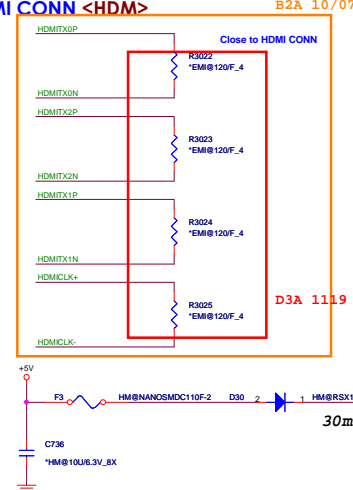 MI CONN <HDM>
B2A 10/07
HDMITX0P
Close to HDMI CONN
R3022
*EMI@120/F_4
HDMITX0N
HDMITX2P
R3023
*EMI@120/F_4
HDMITX2N
HDMITX1P
R3024
*EMI@120/F_4
HDMITX1N
HDMICLK+
R3025
*EMI@120/F_4
D3A 1119
HDMICLK-
+5V
F3 HM@NANOSMDC110F-2 D30 2 1 HM@RSX1
30m
C736
*HM@10U/6.3V_8X